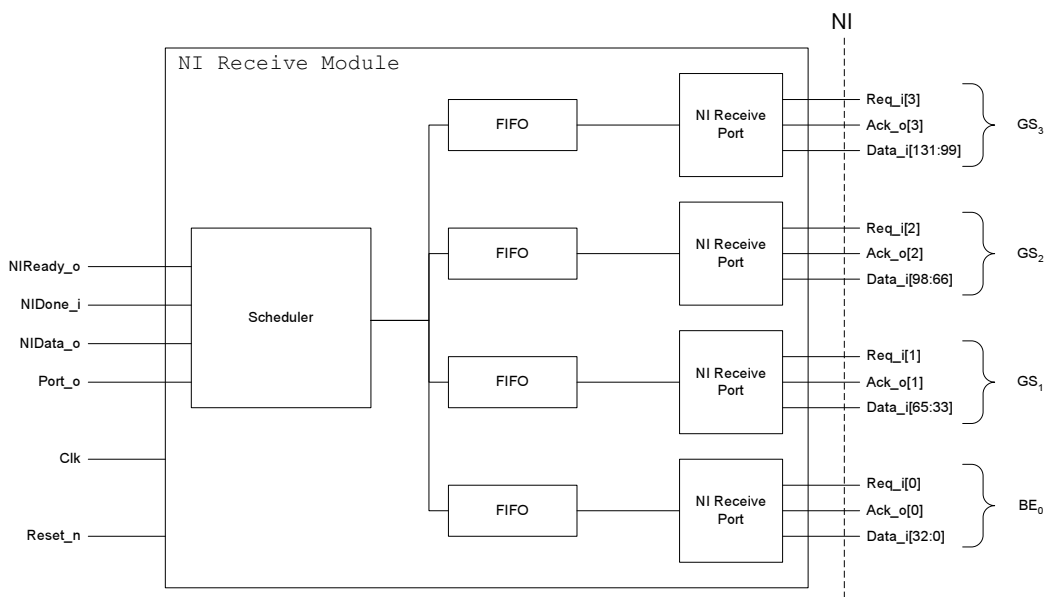 NI
NI Receive Module
FIFO
NI Receive
Port
Req_i[3]
Ack_o[3]
Data_i[131:99]
GS3
FIFO
NI Receive
Port
Req_i[2]
Ack_o[2]
Data_i[98:66]
GS2
NIReady_o
NIDone_i
NIData_o
Port_o
Scheduler
FIFO
NI Receive
Port
Req_i[1]
Ack_o[1]
Data_i[65:33]
GS1
Clk
Reset_n
FIFO
NI Receive
Port
Req_i[0]
Ack_o[0]
Data_i[32:0]
BE0